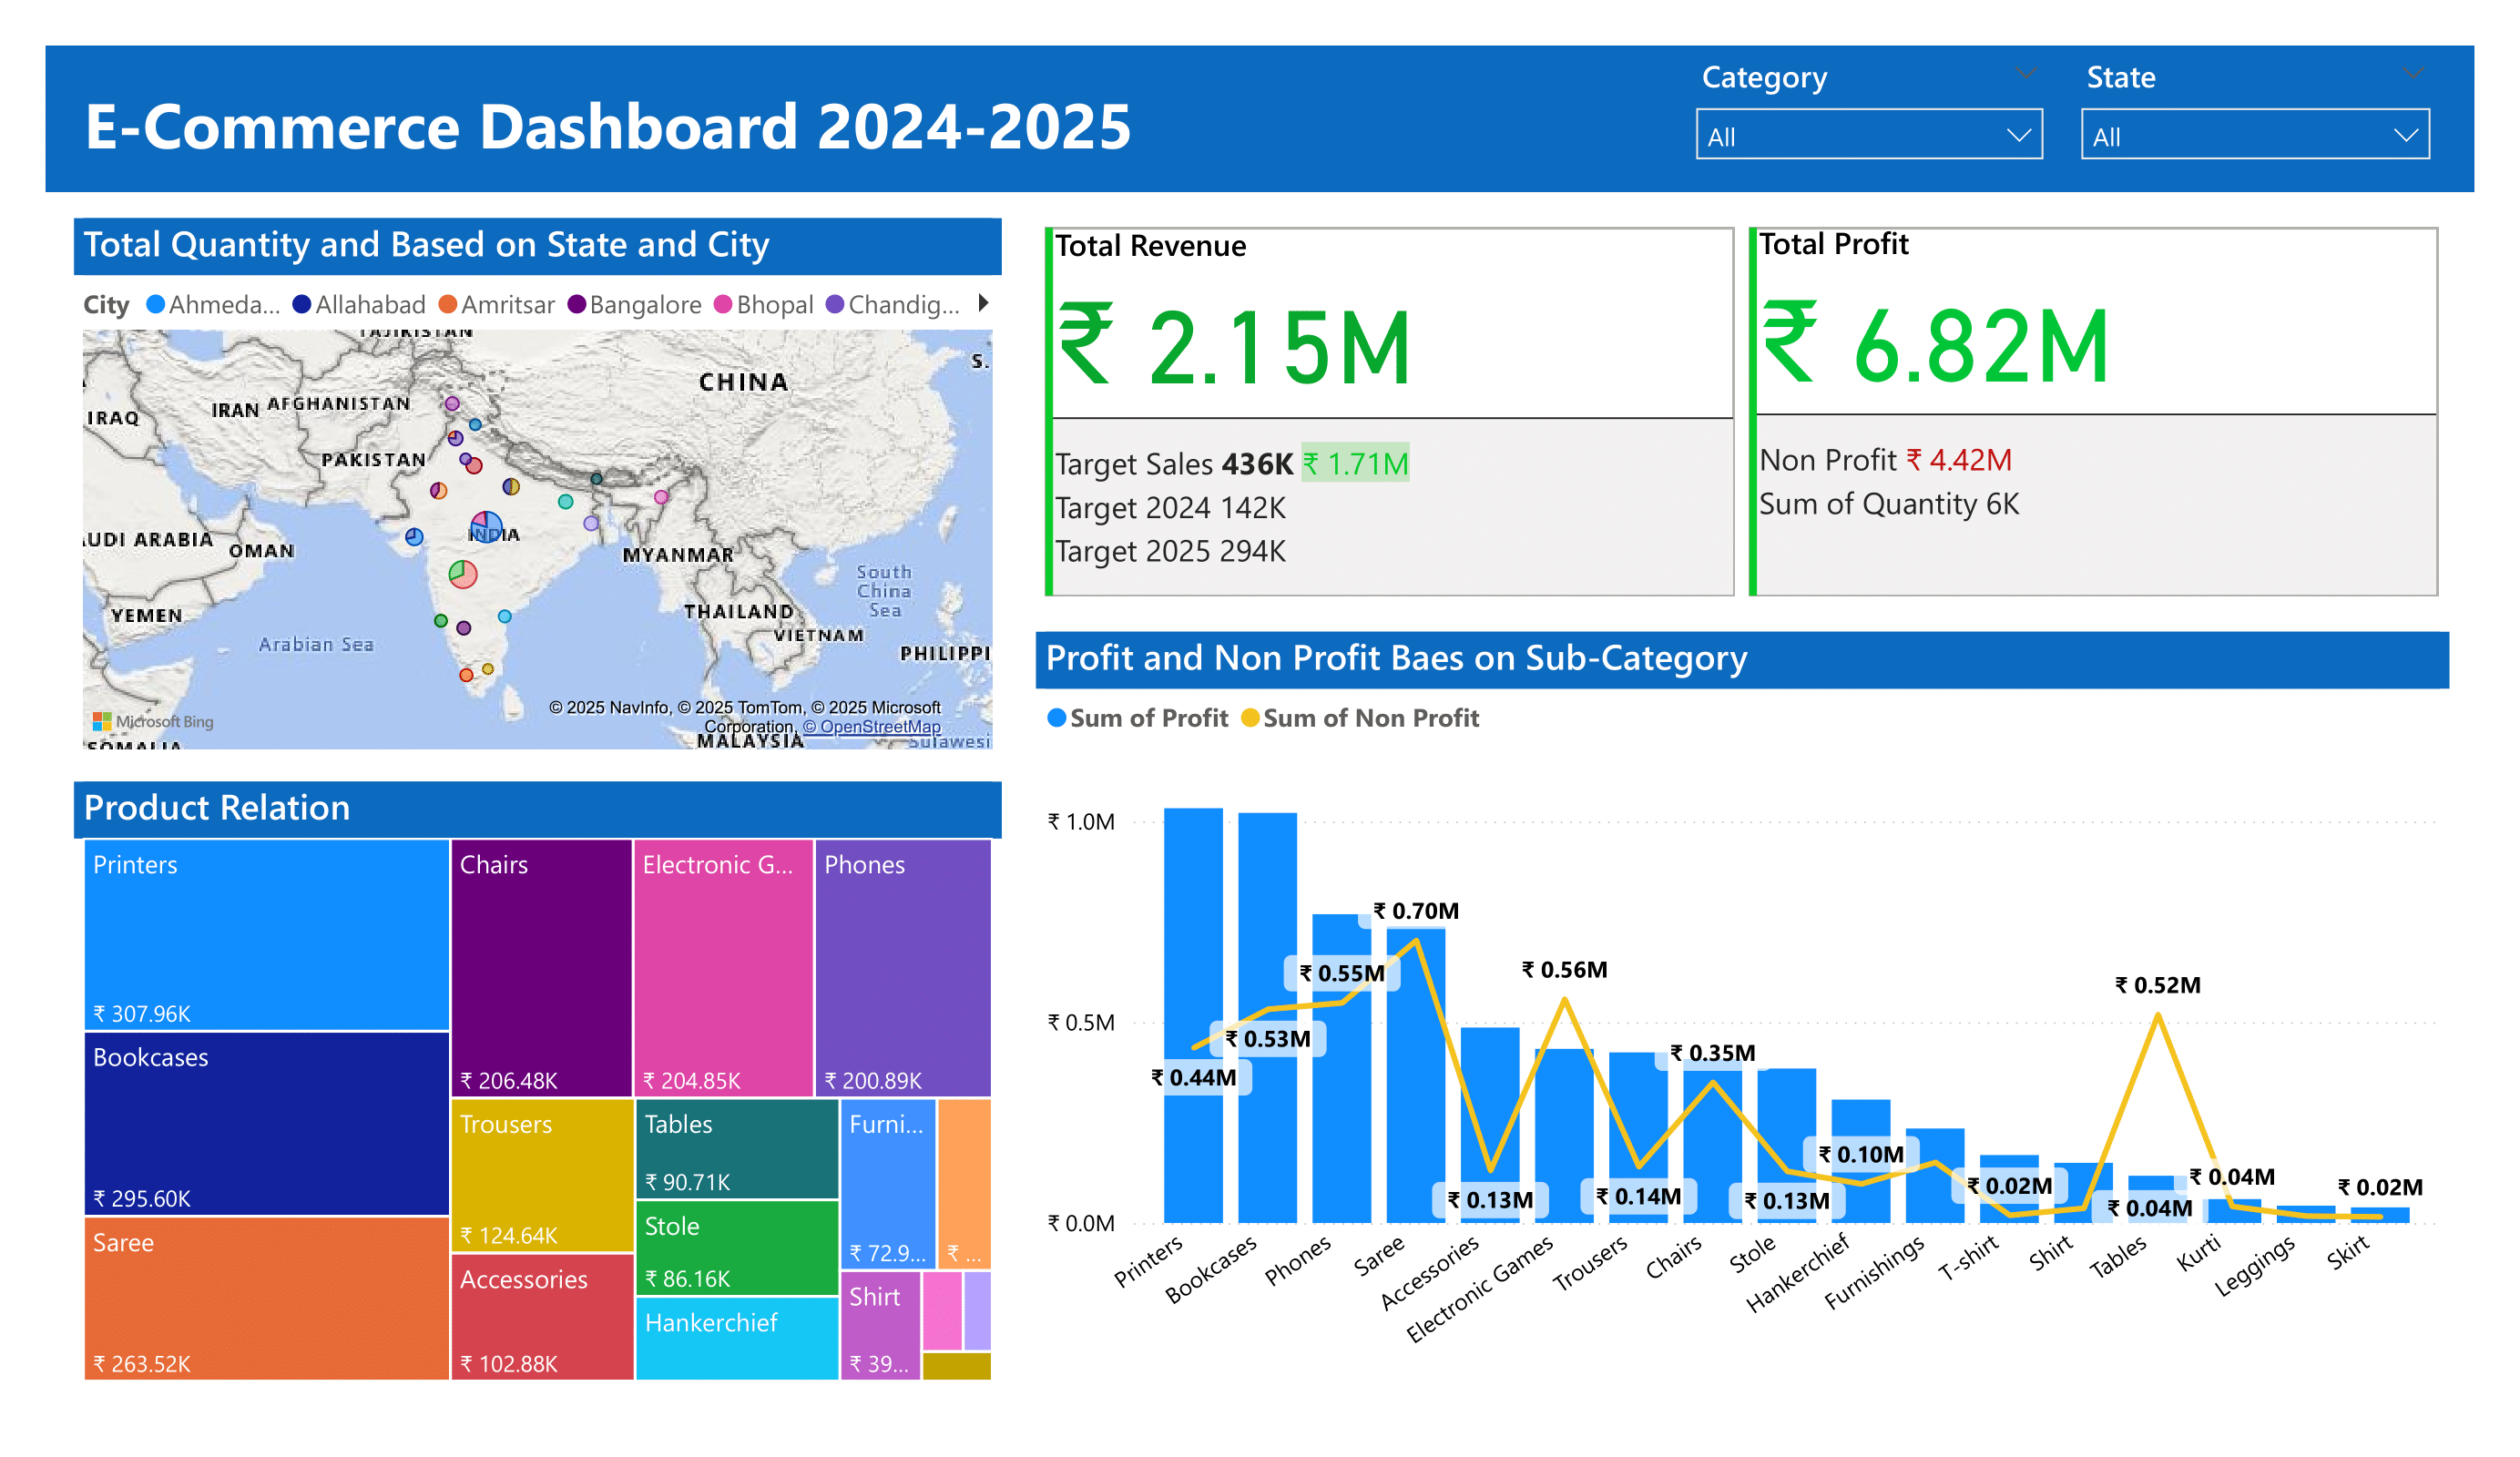 E-Commerce Dashboard 2024-2025
Category
All
State
All
Total Quantity and Based on State and City
City Ahmeda... Allahabad Amritsar Bangalore Bhopal Chandig...
TAJIKISTAN
S.
CHINA
IRAQ
IRAN
AFGHANISTAN
PAKISTAN
INDIA
AUDI ARABIA
OMAN
MYANMAR
South
China
Sea
YEMEN
THAILAND
VIETNAM
Arabian Sea
PHILIPPI
© 2025 NavInfo, © 2025 TomTom, © 2025 Microsoft
Corporation, © OpenStreetMap
Microsoft Bing
SOMALIA
MALAYSIA
Sulawesi
Total Revenue
₹ 2.15M
Target Sales 436K ₹ 1.71M
Target 2024 142K
Target 2025 294K
Total Profit
₹ 6.82M
Non Profit ₹ 4.42M
Sum of Quantity 6K
Product Relation
Printers
₹ 307.96K
Bookcases
₹ 295.60K
Saree
₹ 263.52K
Chairs
₹ 206.48K
Electronic G...
₹ 204.85K
Phones
₹ 200.89K
Trousers
₹ 124.64K
Accessories
₹ 102.88K
Tables
₹ 90.71K
Stole
₹ 86.16K
Hankerchief
Furni...
₹ 72.9...
₹ ...
Shirt
₹ 39...
Profit and Non Profit Baes on Sub-Category
Sum of Profit Sum of Non Profit
₹ 1.0M
₹ 0.5M
₹ 0.0M
₹ 0.44M
₹ 0.53M
₹ 0.55M
₹ 0.70M
₹ 0.13M
₹ 0.56M
₹ 0.14M
₹ 0.35M
₹ 0.13M
₹ 0.10M
₹ 0.02M
₹ 0.04M
₹ 0.52M
₹ 0.04M
₹ 0.02M
Printers
Bookcases
Phones
Saree
Accessories
Electronic Games
Trousers
Chairs
Stole
Hankerchief
Furnishings
T-shirt
Shirt
Tables
Kurti
Leggings
Skirt